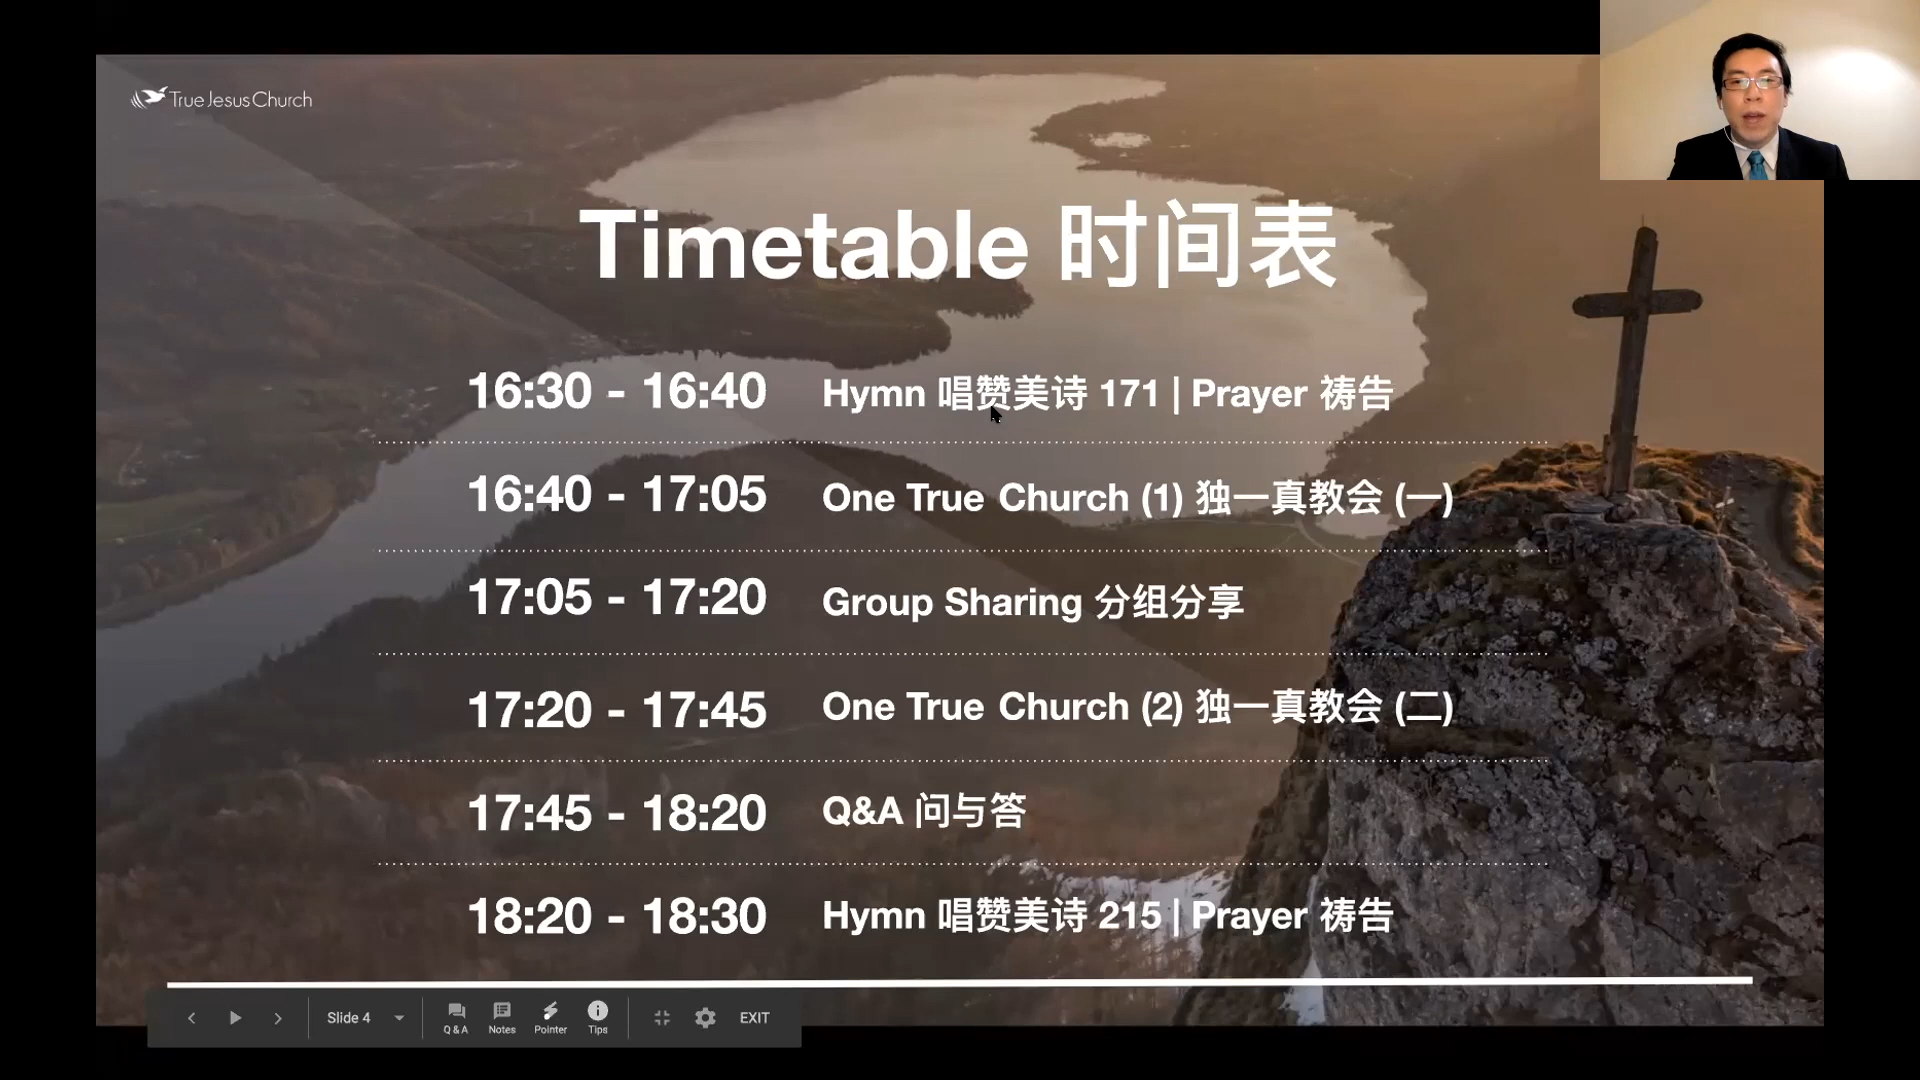 True Jesus Church
Timetable 时间表
16:30 - 16:40 Hymn 唱赞美诗 171 | Prayer 祷告
16:40 - 17:05 One True Church (1) 独一真教会 (一)
17:05 - 17:20 Group Sharing 分组分享
17:20 - 17:45 One True Church (2) 独一真教会 (二)
17:45 - 18:20 Q&A 问与答
18:20 - 18:30 Hymn 唱赞美诗 215 | Prayer 祷告
Slide 4 Q & A Notes Pointer Tips EXIT